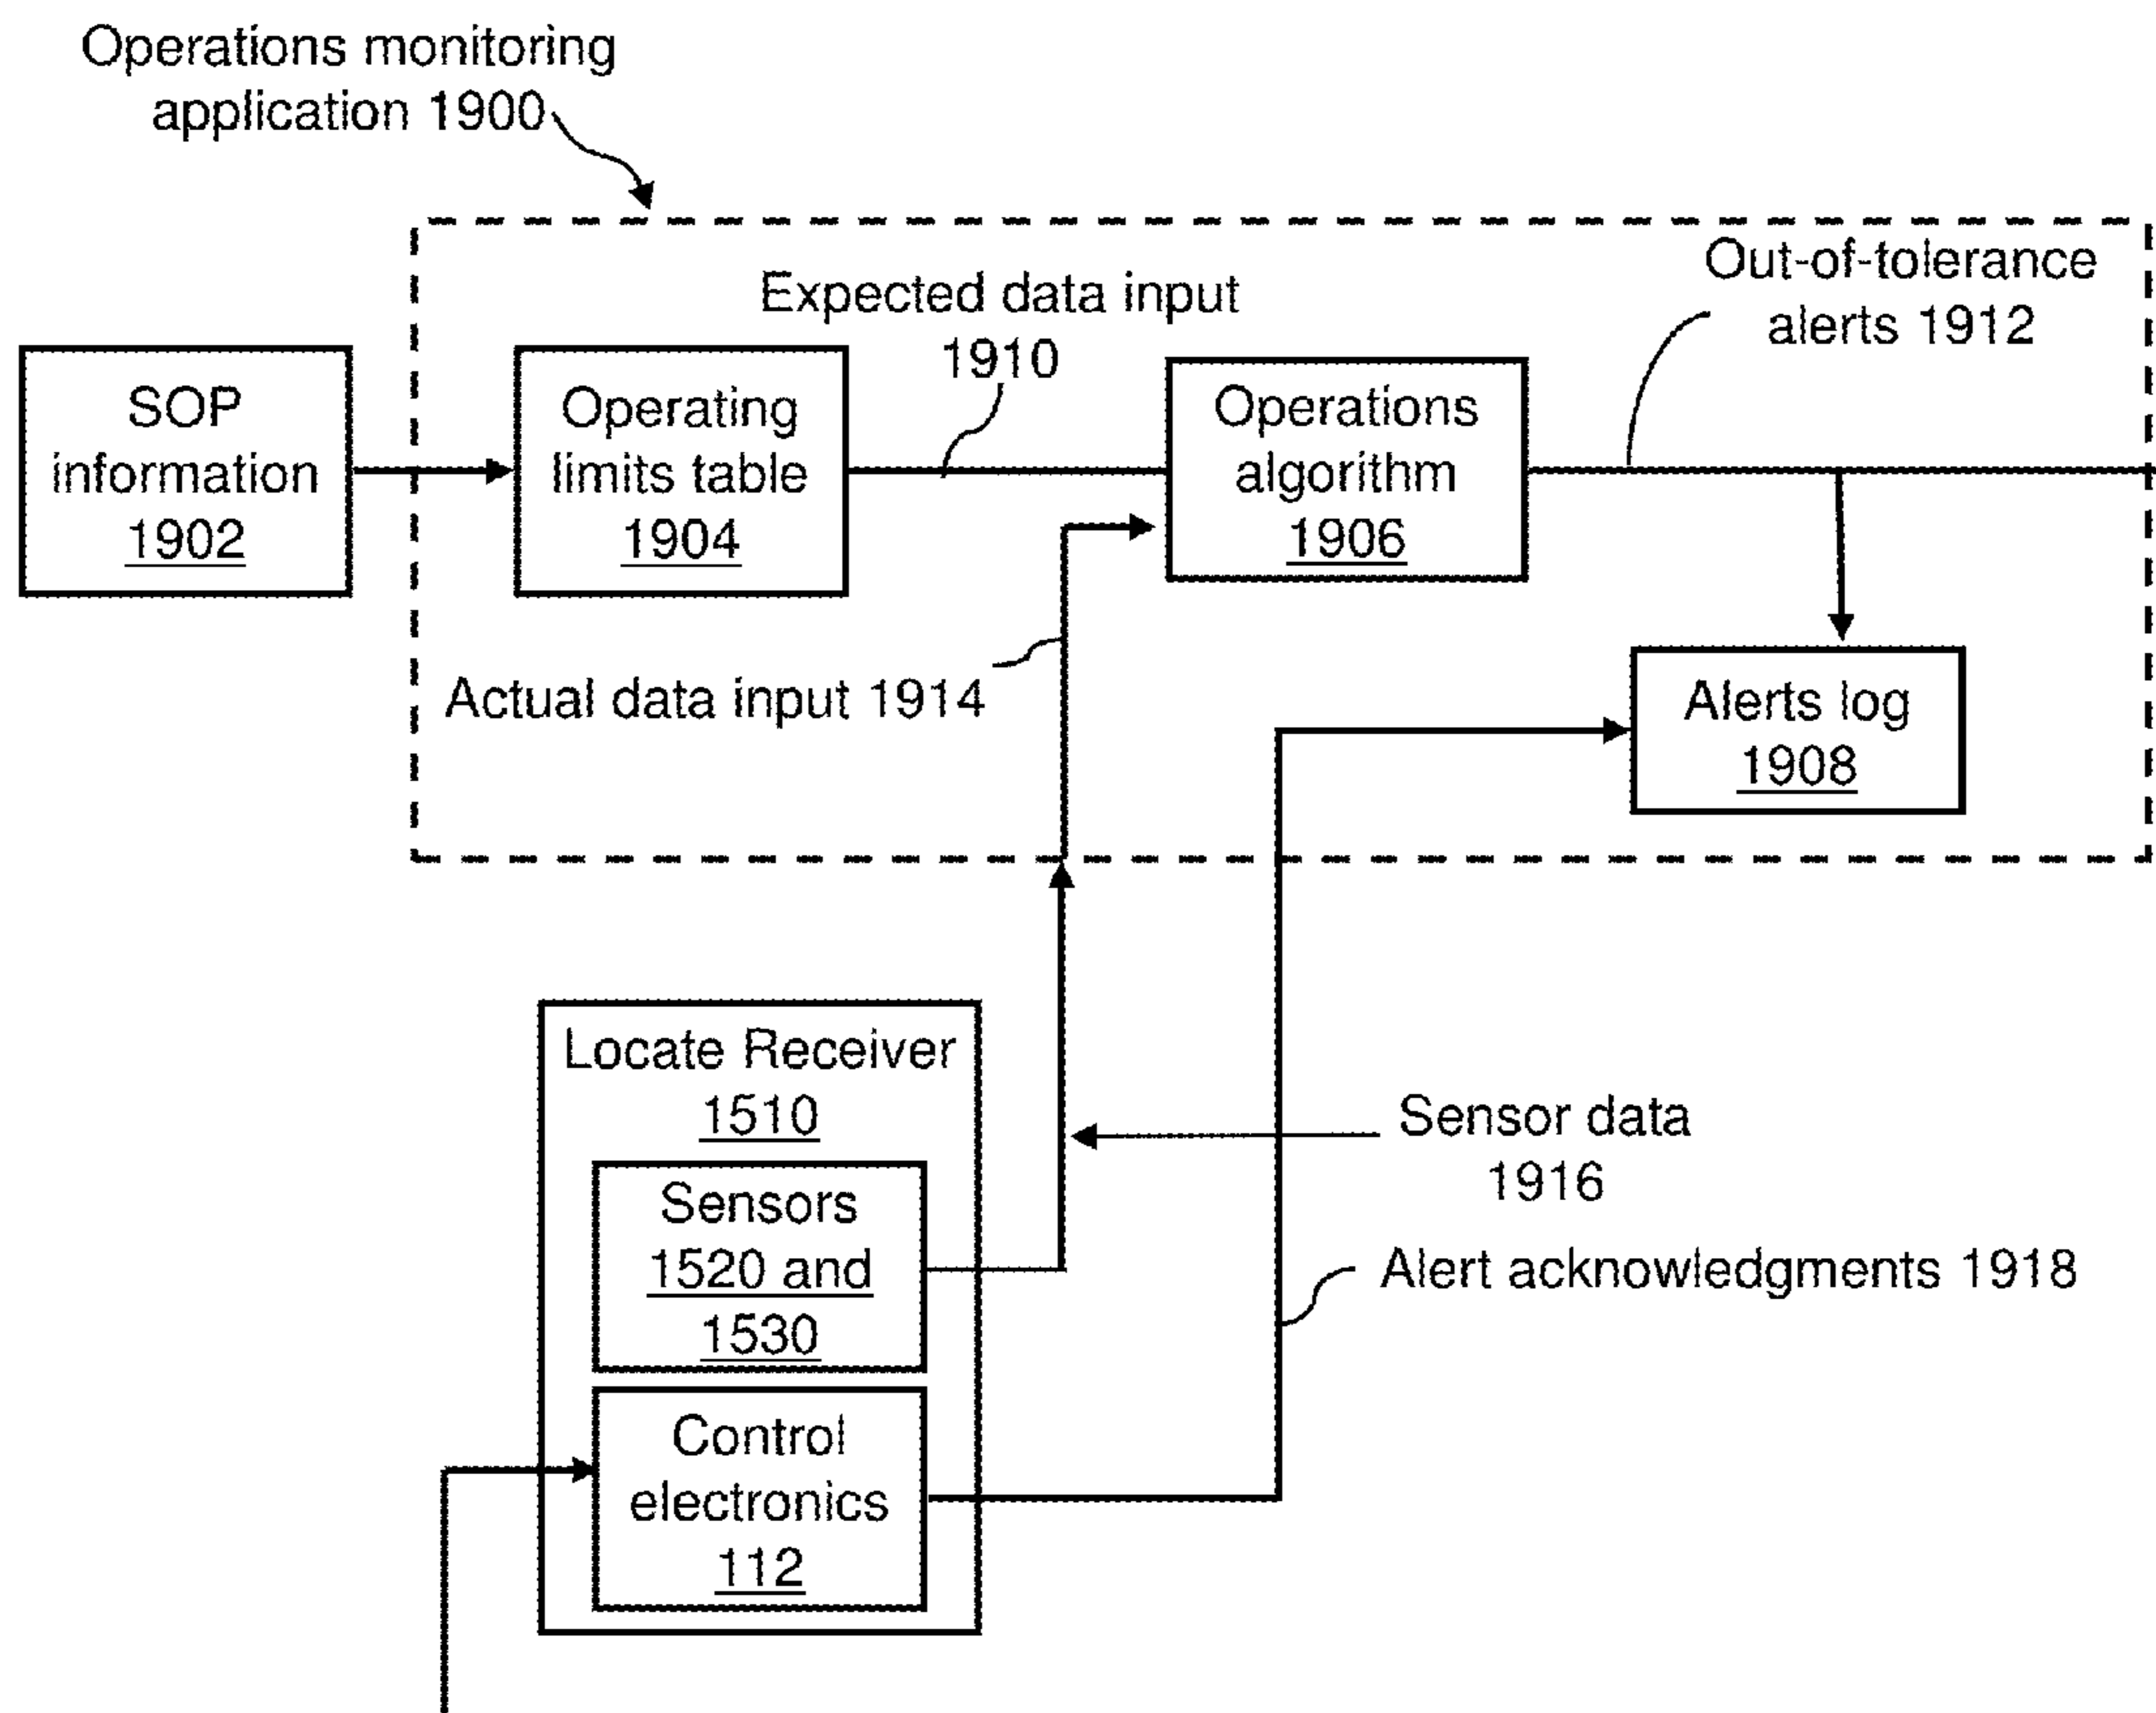 Operations monitoring
application 1900
Out-of-tolerance
alerts 1912
Expected data input
1910
SOP
information
1902
Operating
limits table
1904
Operations
algorithm
1906
Actual data input 1914
Alerts log
1908
Locate Receiver
1510
Sensors
1520 and
1530
Control
electronics
112
Sensor data
1916
Alert acknowledgments 1918